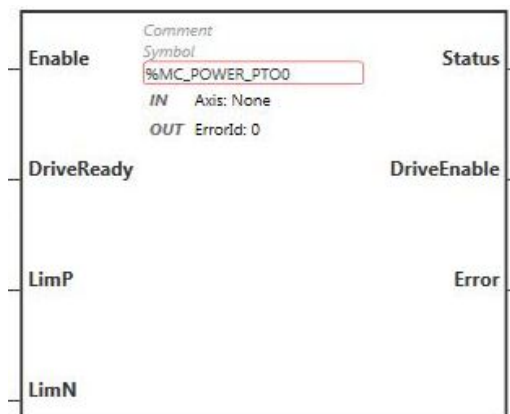 Comment
Enable
Symbol
Status
%MC_POWER_PTO0
IN Axis: None
OUT ErrorId: 0
DriveReady
DriveEnable
LimP
Error
LimN